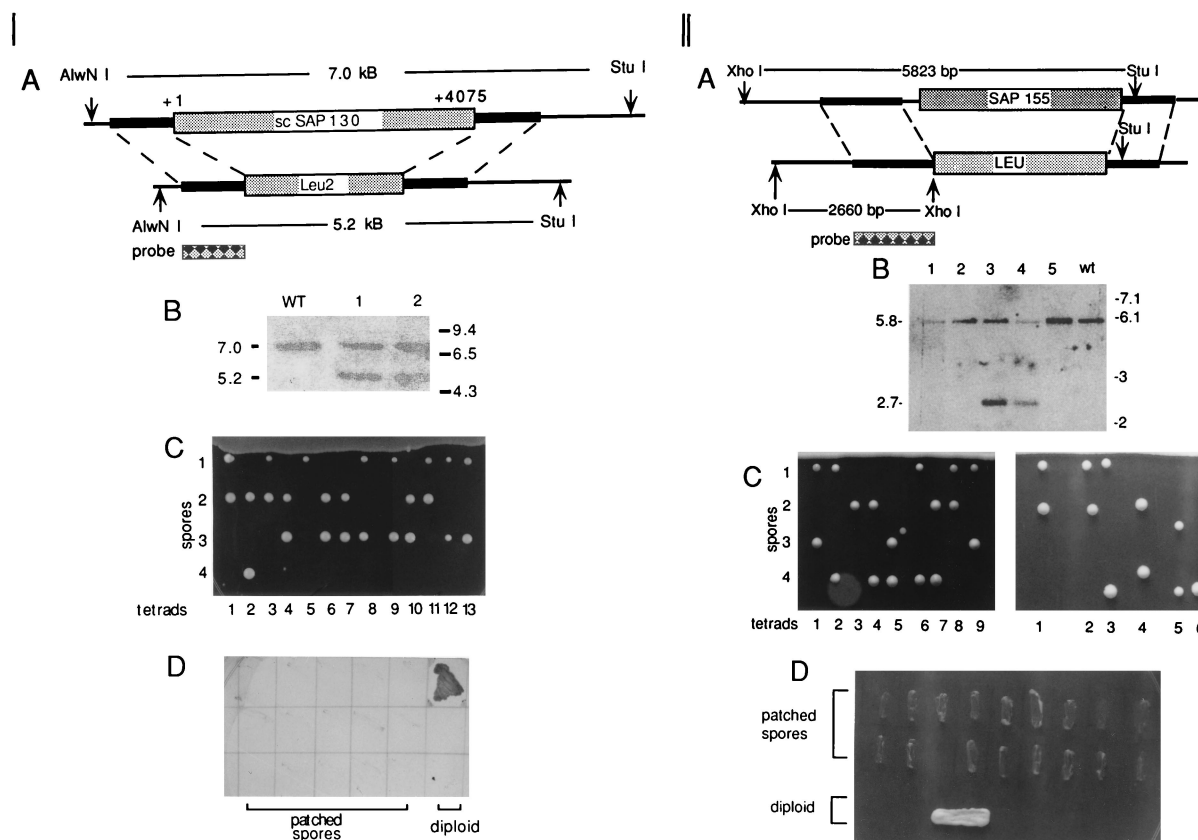 I
A
AlwN I
7.0 kB
Stu I
+1
+4075
sc SAP 130
Leu2
AlwN I
5.2 kB
Stu I
probe
B
WT 1 2
7.0 -
5.2 -
-9.4
-6.5
-4.3
C
spores
1
2
3
4
tetrads 1 2 3 4 5 6 7 8 9 10 11 12 13
D
patched spores
diploid
II
A
Xho I
5823 bp
Stu I
SAP 155
Stu I
LEU
Xho I
2660 bp
Xho I
probe
B
1 2 3 4 5 wt
5.8-
2.7-
-7.1
-6.1
-3
-2
C
spores
1
2
3
4
tetrads 1 2 3 4 5 6 7 8 9
1 2 3 4 5 6
D
patched spores
diploid